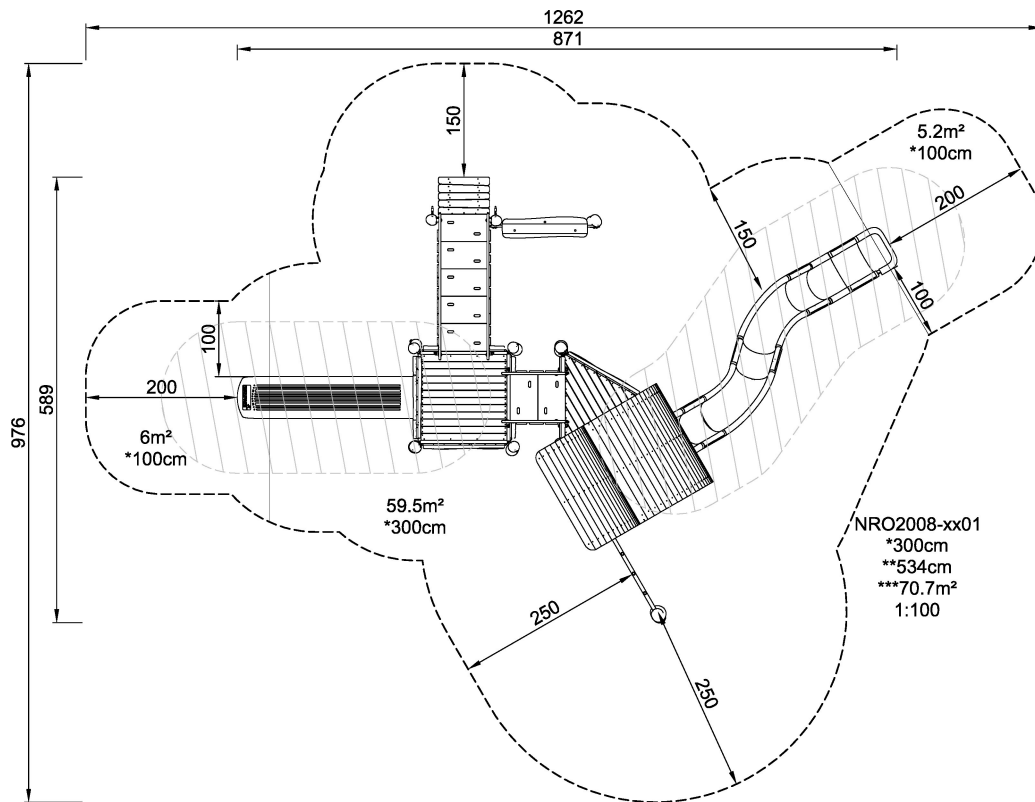 1262
871
150
5.2m²
*100cm
200
150
100
100
200
589
976
6m²
*100cm
59.5m²
*300cm
NRO2008-xx01
*300cm
**534cm
***70.7m²
1:100
250
250